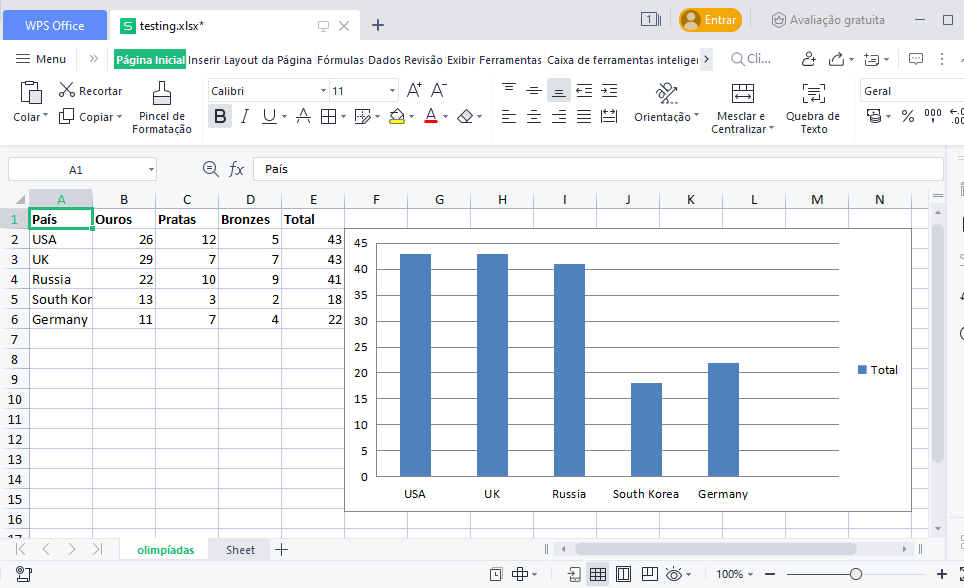 WPS Office
S testing.xlsx*
1
Entrar
Avaliação gratuita
Menu
Página Inicial Inserir Layout da Página Fórmulas Dados Revisão Exibir Ferramentas Caixa de ferramentas inteliger
Ci...
Colar
Recortar
Copiar
Pincel de Formatação
Calibri 11
A+ A-
B I U A A
Orientação
Mesclar e Centralizar
Quebra de Texto
Geral
% 000
A1
fx País
A B C D E F G H I J K L M N
1 País Ouros Pratas Bronzes Total
2 USA 26 12 5 43
3 UK 29 7 7 43
4 Russia 22 10 9 41
5 South Kor 13 3 2 18
6 Germany 11 7 4 22
7
8
9
10
11
12
13
14
15
16
17
45
40
35
30
25
20
15
10
5
0
USA UK Russia South Korea Germany
Total
olimpíadas Sheet
100%